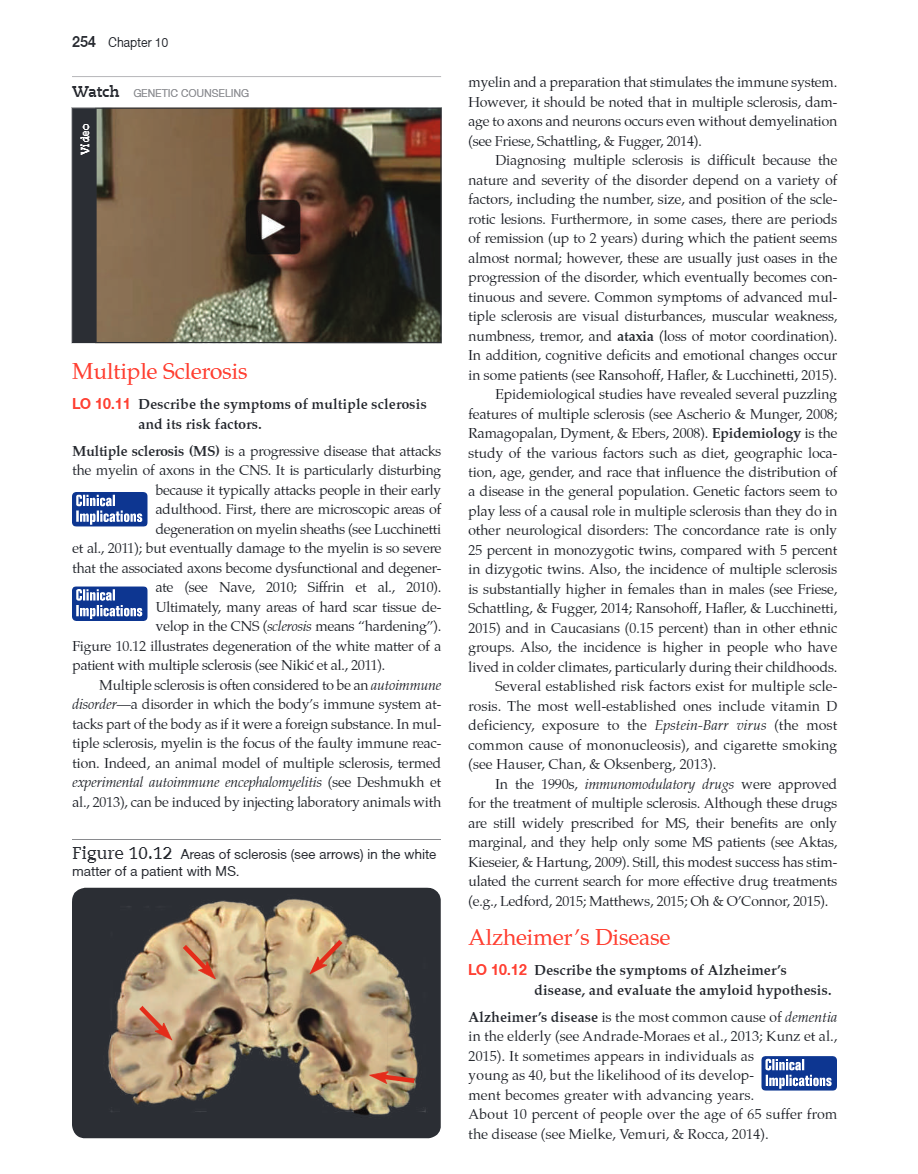 254 Chapter 10
Watch GENETIC COUNSELING
Video
Multiple Sclerosis
LO 10.11 Describe the symptoms of multiple sclerosis
and its risk factors.
Multiple sclerosis (MS) is a progressive disease that attacks
the myelin of axons in the CNS. It is particularly disturbing
because it typically attacks people in their early
Clinical
Implications
adulthood. First, there are microscopic areas of
degeneration on myelin sheaths (see Lucchinetti
et al., 2011); but eventually damage to the myelin is so severe
that the associated axons become dysfunctional and degener-
ate (see Nave, 2010; Siffrin et al., 2010).
Clinical
Implications
Ultimately, many areas of hard scar tissue de-
velop in the CNS (sclerosis means “hardening”).
Figure 10.12 illustrates degeneration of the white matter of a
patient with multiple sclerosis (see Nikić et al., 2011).
Multiple sclerosis is often considered to be an autoimmune
disorder—a disorder in which the body’s immune system at-
tacks part of the body as if it were a foreign substance. In mul-
tiple sclerosis, myelin is the focus of the faulty immune reac-
tion. Indeed, an animal model of multiple sclerosis, termed
experimental autoimmune encephalomyelitis (see Deshmukh et
al., 2013), can be induced by injecting laboratory animals with
Figure 10.12 Areas of sclerosis (see arrows) in the white
matter of a patient with MS.
myelin and a preparation that stimulates the immune system.
However, it should be noted that in multiple sclerosis, dam-
age to axons and neurons occurs even without demyelination
(see Friese, Schattling, & Fugger, 2014).
Diagnosing multiple sclerosis is difficult because the
nature and severity of the disorder depend on a variety of
factors, including the number, size, and position of the scle-
rotic lesions. Furthermore, in some cases, there are periods
of remission (up to 2 years) during which the patient seems
almost normal; however, these are usually just oases in the
progression of the disorder, which eventually becomes con-
tinuous and severe. Common symptoms of advanced mul-
tiple sclerosis are visual disturbances, muscular weakness,
numbness, tremor, and ataxia (loss of motor coordination).
In addition, cognitive deficits and emotional changes occur
in some patients (see Ransohoff, Hafler, & Lucchinetti, 2015).
Epidemiological studies have revealed several puzzling
features of multiple sclerosis (see Ascherio & Munger, 2008;
Ramagopalan, Dyment, & Ebers, 2008). Epidemiology is the
study of the various factors such as diet, geographic loca-
tion, age, gender, and race that influence the distribution of
a disease in the general population. Genetic factors seem to
play less of a causal role in multiple sclerosis than they do in
other neurological disorders: The concordance rate is only
25 percent in monozygotic twins, compared with 5 percent
in dizygotic twins. Also, the incidence of multiple sclerosis
is substantially higher in females than in males (see Friese,
Schattling, & Fugger, 2014; Ransohoff, Hafler, & Lucchinetti,
2015) and in Caucasians (0.15 percent) than in other ethnic
groups. Also, the incidence is higher in people who have
lived in colder climates, particularly during their childhoods.
Several established risk factors exist for multiple scle-
rosis. The most well-established ones include vitamin D
deficiency, exposure to the Epstein-Barr virus (the most
common cause of mononucleosis), and cigarette smoking
(see Hauser, Chan, & Oksenberg, 2013).
In the 1990s, immunomodulatory drugs were approved
for the treatment of multiple sclerosis. Although these drugs
are still widely prescribed for MS, their benefits are only
marginal, and they help only some MS patients (see Aktas,
Kieseier, & Hartung, 2009). Still, this modest success has stim-
ulated the current search for more effective drug treatments
(e.g., Ledford, 2015; Matthews, 2015; Oh & O’Connor, 2015).
Alzheimer’s Disease
LO 10.12 Describe the symptoms of Alzheimer’s
disease, and evaluate the amyloid hypothesis.
Alzheimer’s disease is the most common cause of dementia
in the elderly (see Andrade-Moraes et al., 2013; Kunz et al.,
2015). It sometimes appears in individuals as
Clinical
Implications
young as 40, but the likelihood of its develop-
ment becomes greater with advancing years.
About 10 percent of people over the age of 65 suffer from
the disease (see Mielke, Vemuri, & Rocca, 2014).